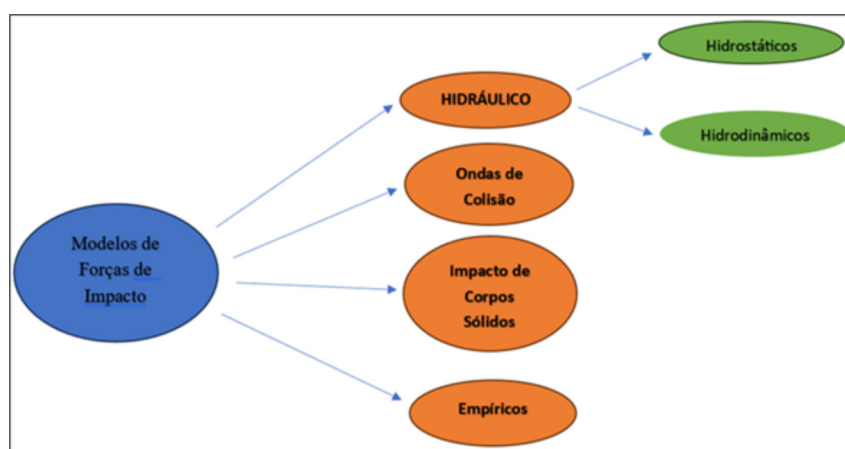 Modelos de
Forças de
Impacto
HIDRÁULICO
Ondas de
Colisão
Impacto de
Corpos
Sólidos
Empíricos
Hidrostáticos
Hidrodinâmicos